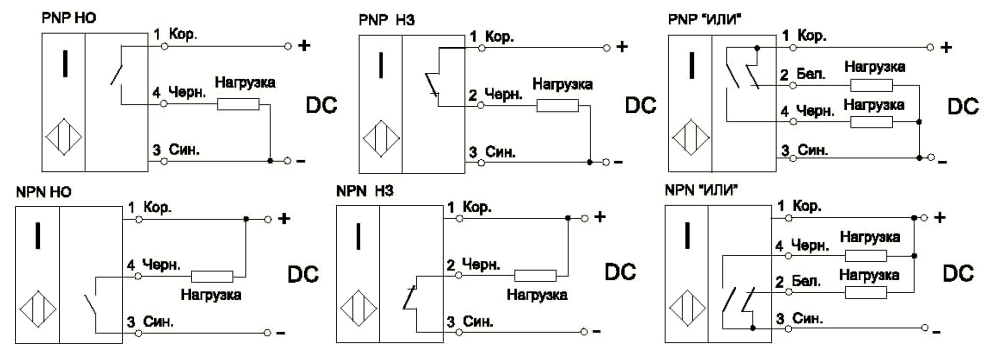 PNP НО
1 Кор. +
4 Черн. Нагрузка
DC
3 Син. -
PNP НЗ
1 Кор. +
2 Черн. Нагрузка
DC
3 Син. -
PNP "ИЛИ"
1 Кор. +
2 Бел. Нагрузка
4 Черн. Нагрузка
DC
3 Син. -
NPN НО
1 Кор. +
4 Черн.
Нагрузка
DC
3 Син. -
NPN НЗ
1 Кор. +
2 Черн.
Нагрузка
DC
3 Син. -
NPN "ИЛИ"
1 Кор. +
4 Черн. Нагрузка
2 Бел. Нагрузка
DC
3 Син. -